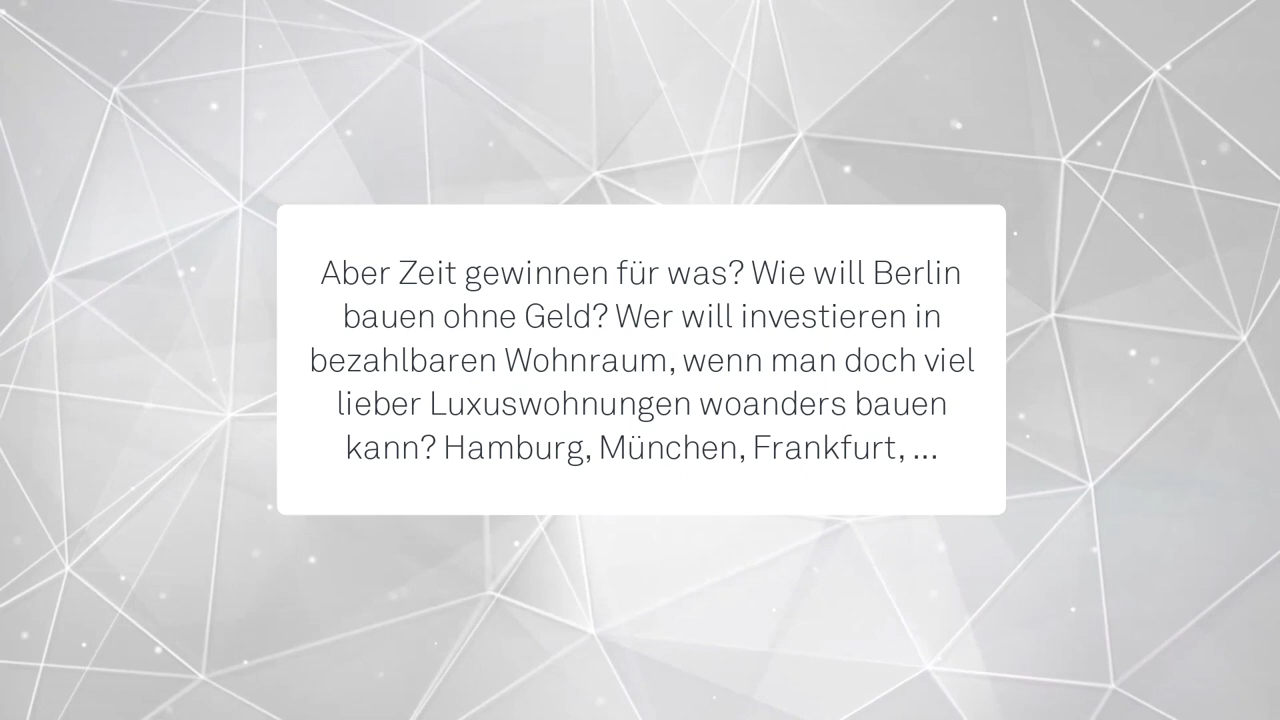 Aber Zeit gewinnen für was? Wie will Berlin
bauen ohne Geld? Wer will investieren in
bezahlbaren Wohnraum, wenn man doch viel
lieber Luxuswohnungen woanders bauen
kann? Hamburg, München, Frankfurt, ...